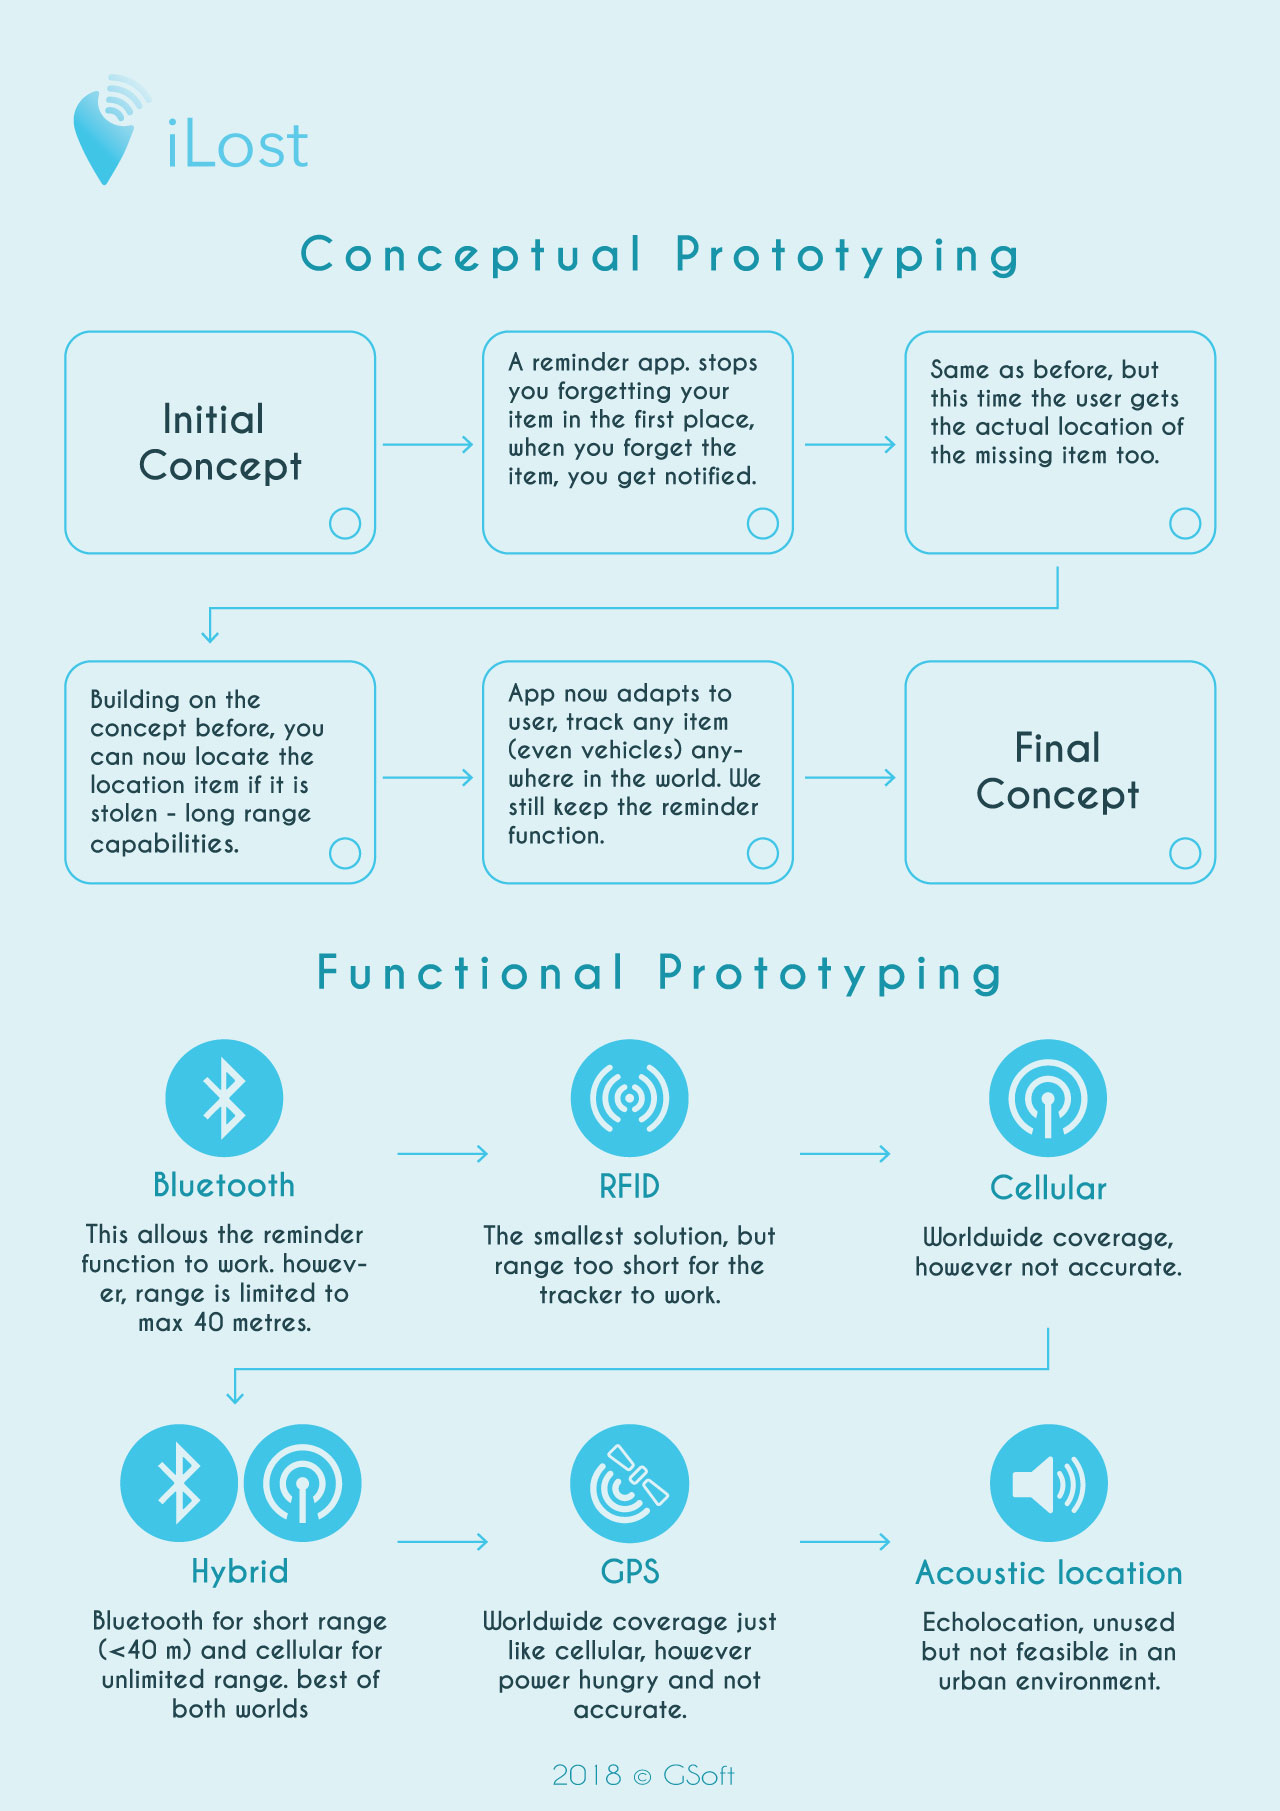 iLost
Conceptual Prototyping
Initial
Concept
A reminder app. stops
you forgetting your
item in the first place,
when you forget the
item, you get notified.
Same as before, but
this time the user gets
the actual location of
the missing item too.
Building on the
concept before, you
can now locate the
location item if it is
stolen - long range
capabilities.
App now adapts to
user, track any item
(even vehicles) any-
where in the world. We
still keep the reminder
function.
Final
Concept
Functional Prototyping
Bluetooth
This allows the reminder
function to work. howev-
er, range is limited to
max 40 metres.
RFID
The smallest solution, but
range too short for the
tracker to work.
Cellular
Worldwide coverage,
however not accurate.
Hybrid
Bluetooth for short range
(<40 m) and cellular for
unlimited range. best of
both worlds
GPS
Worldwide coverage just
like cellular, however
power hungry and not
accurate.
Acoustic location
Echolocation, unused
but not feasible in an
urban environment.
2018 © GSoft